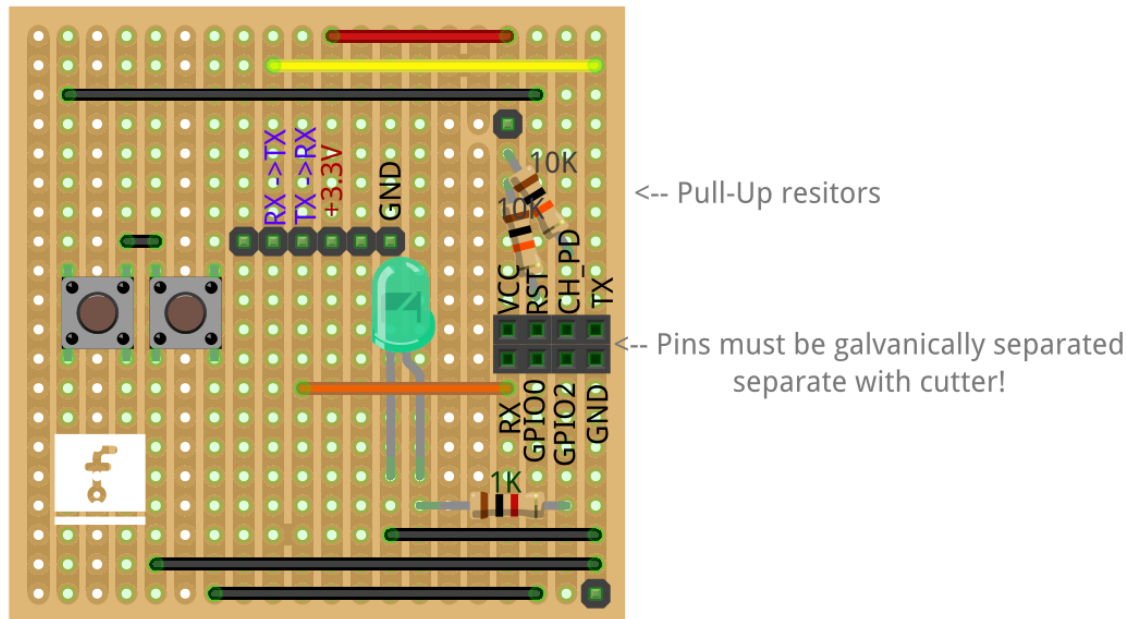 10K
<-- Pull-Up resitors
10K
RX ->TX
TX ->RX
+3.3V
GND
VCC
RST
CH_PD
TX
<-- Pins must be galvanically separated
separate with cutter!
RX
GPIO0
GPIO2
GND
1K
f